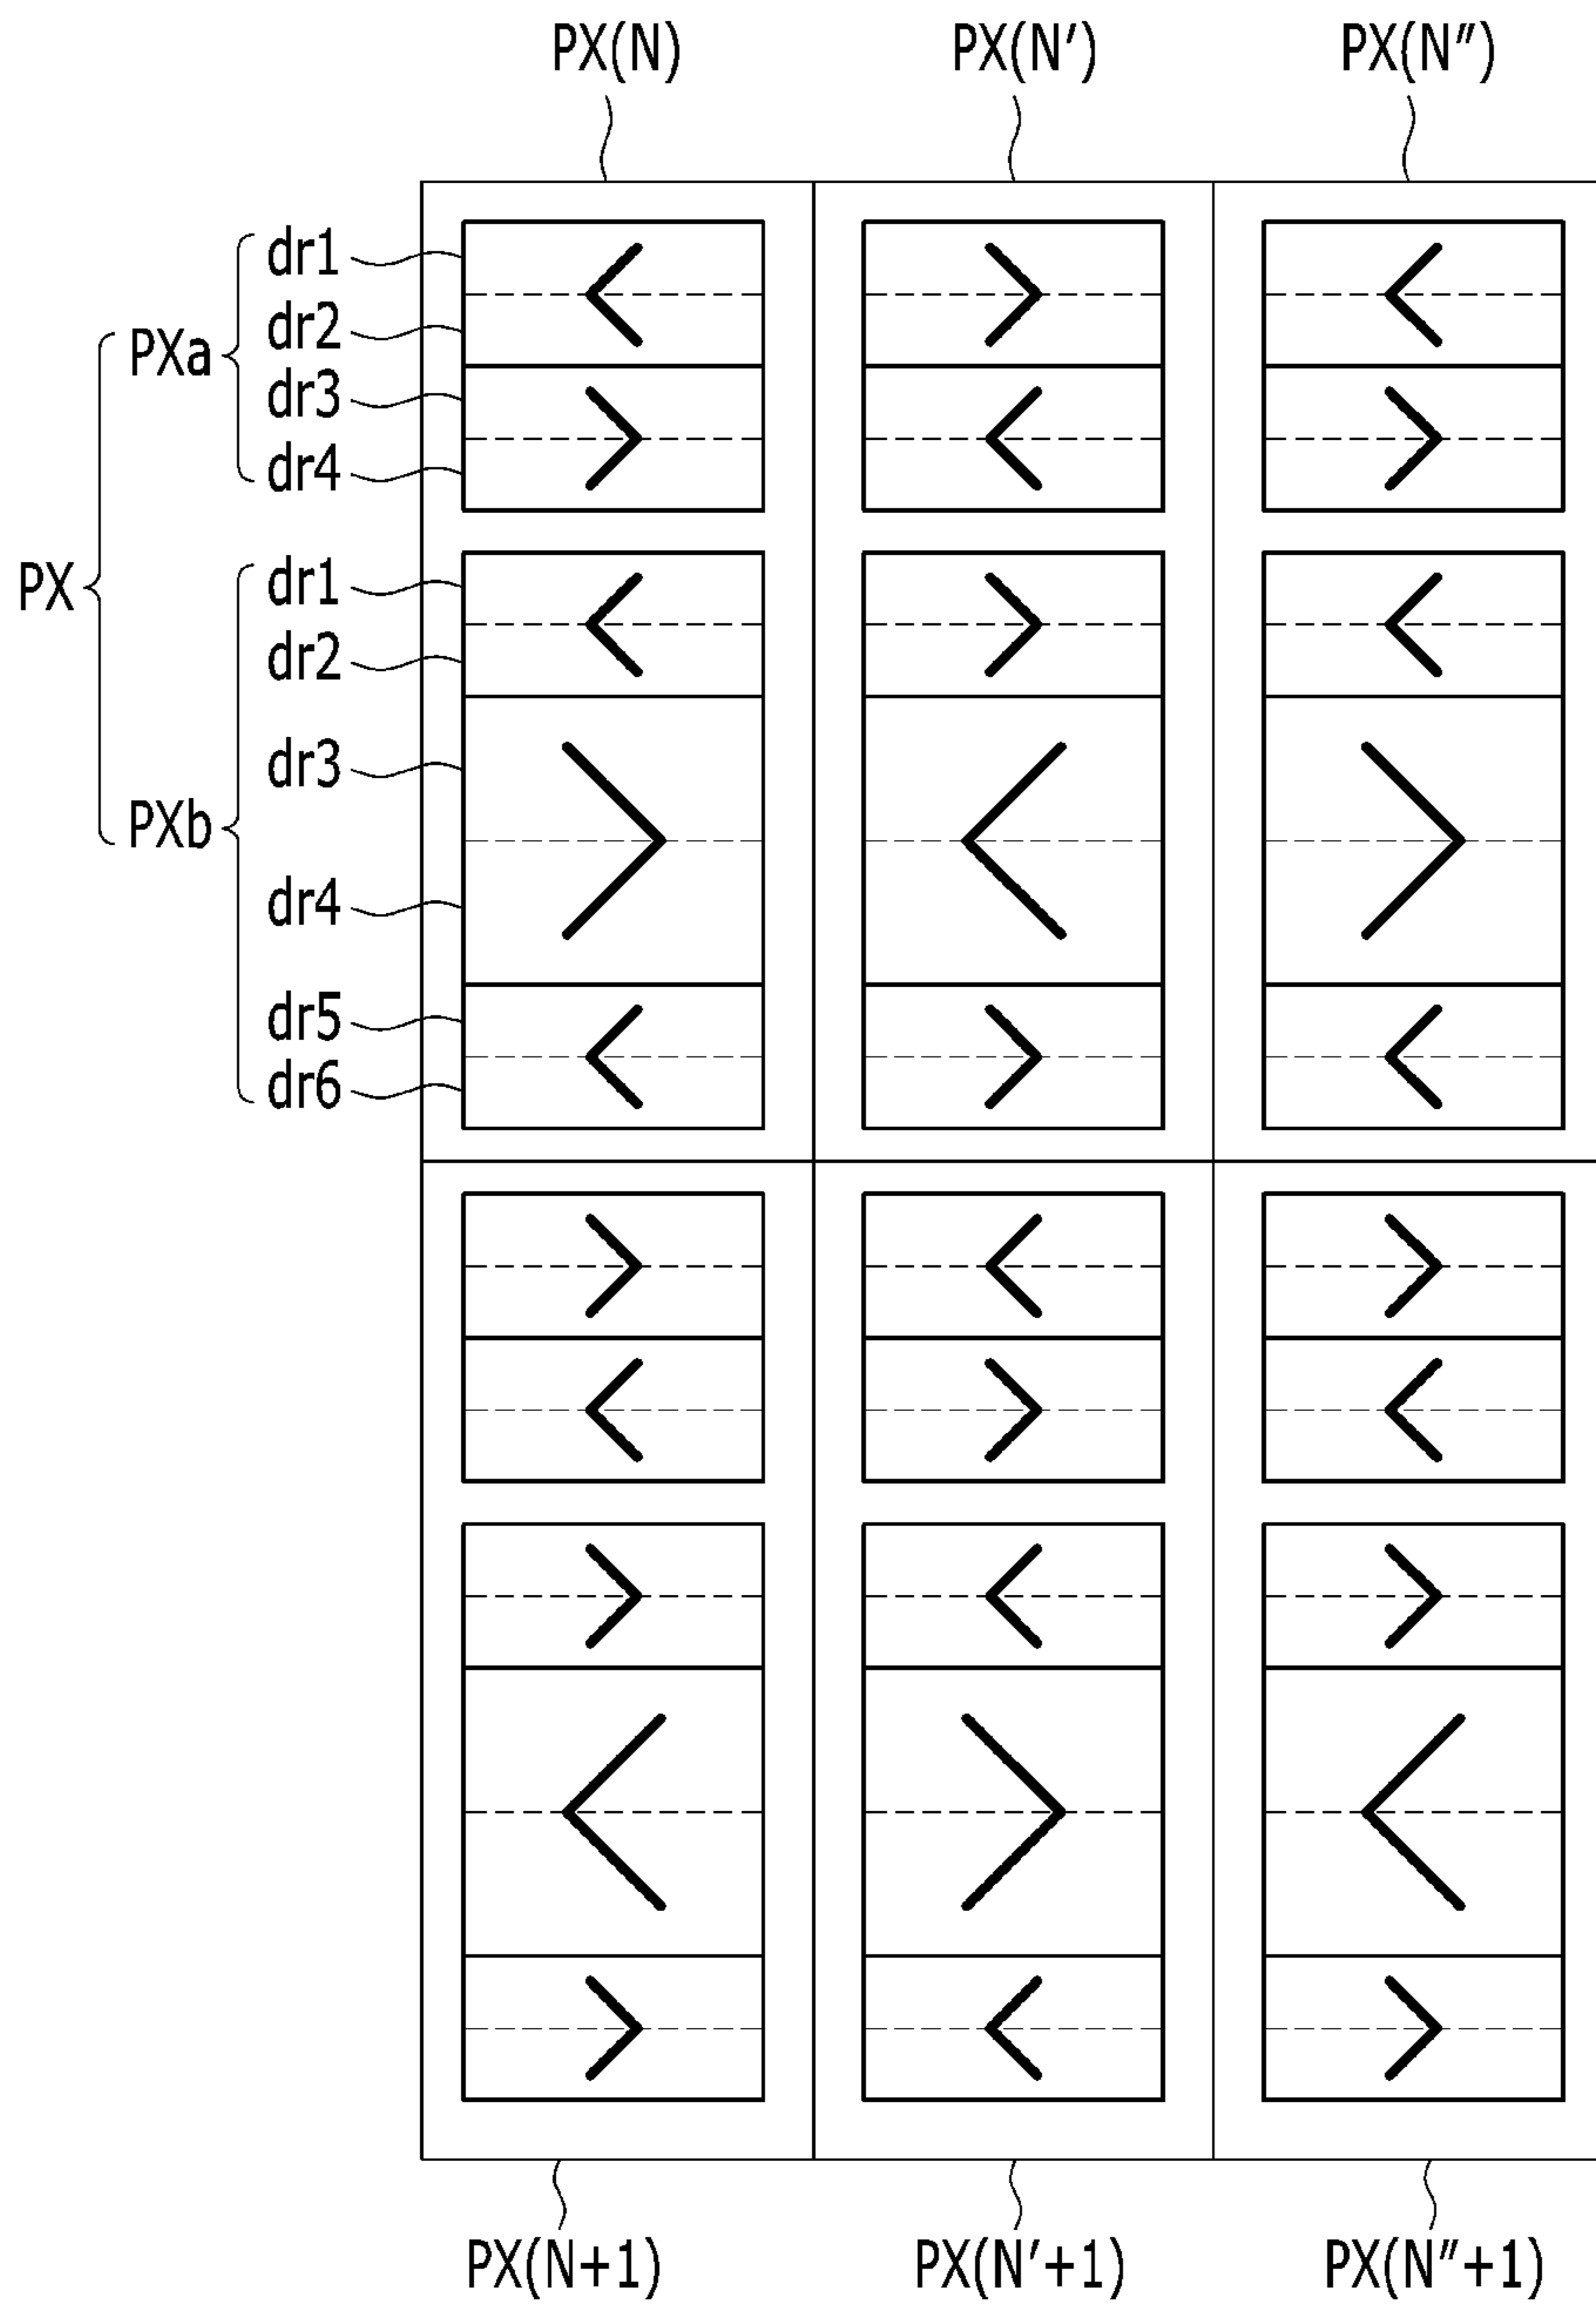 PX(N) PX(N') PX(N'')
dr1
dr2
PXa
dr3
dr4
PX
dr1
dr2
dr3
PXb
dr4
dr5
dr6
PX(N+1) PX(N'+1) PX(N''+1)